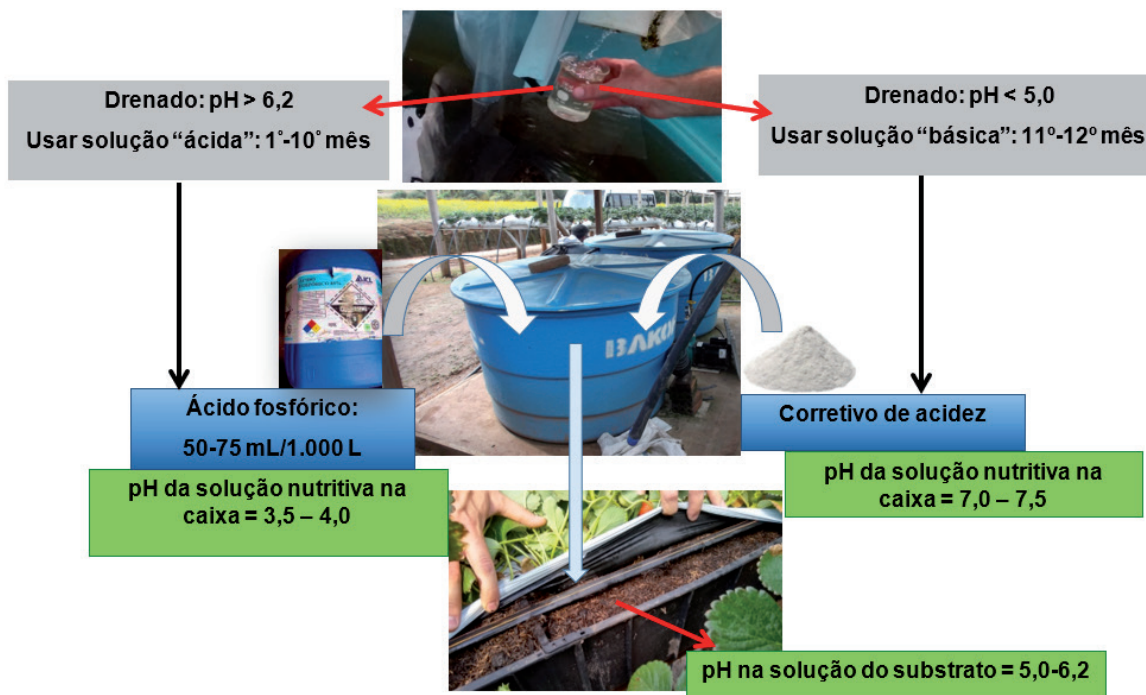 Drenado: pH > 6,2
Usar solução “ácida”: 1°-10° mês
Drenado: pH < 5,0
Usar solução “básica”: 11º-12º mês
BAKO
Ácido fosfórico:
50-75 mL/1.000 L
Corretivo de acidez
pH da solução nutritiva na
caixa = 3,5 – 4,0
pH da solução nutritiva na
caixa = 7,0 – 7,5
pH na solução do substrato = 5,0-6,2